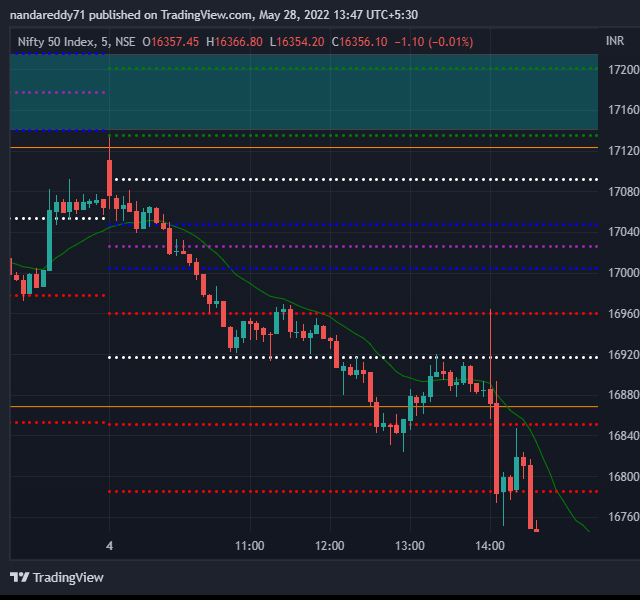 nandareddy71 published on TradingView.com, May 28, 2022 13:47 UTC+5:30
Nifty 50 Index, 5, NSE O16357.45 H16366.80 L16354.20 C16356.10 −1.10 (−0.01%)
INR
17200
17160
17120
17080
17040
17000
16960
16920
16880
16840
16800
16760
4 11:00 12:00 13:00 14:00
TradingView